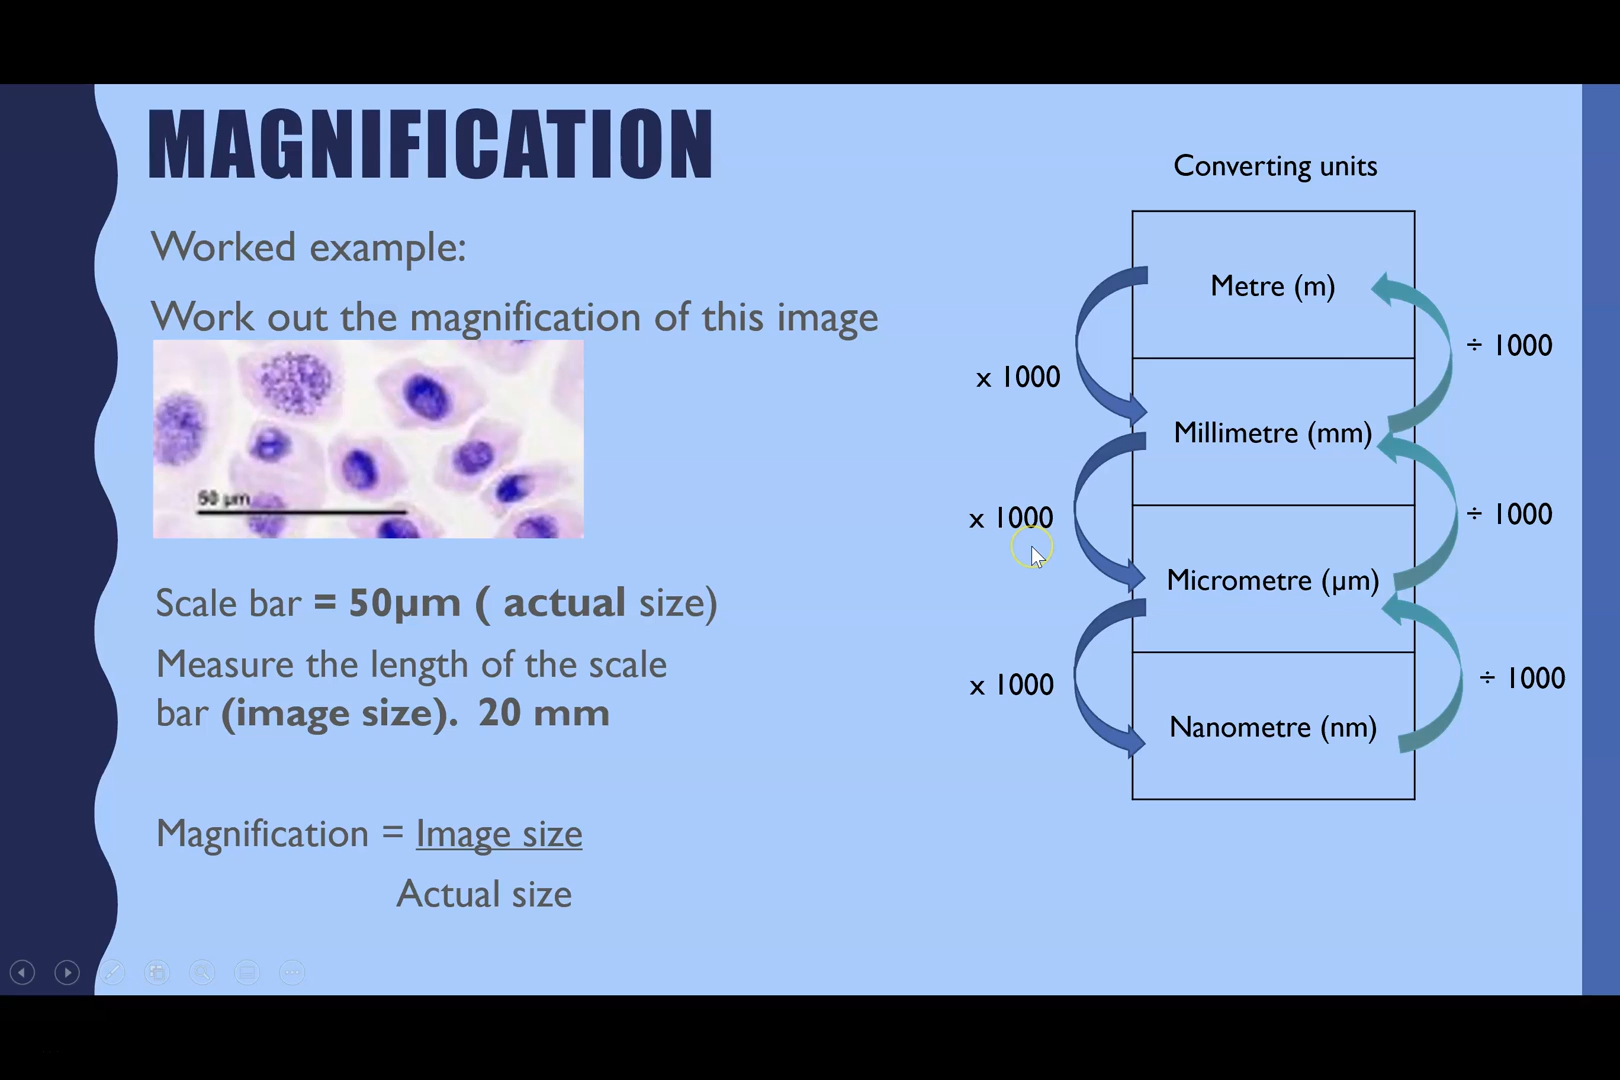 MAGNIFICATION
Worked example:
Work out the magnification of this image
50 µm
Scale bar = 50µm ( actual size)
Measure the length of the scale
bar (image size). 20 mm
Magnification = Image size
Actual size
Converting units
Metre (m)
÷ 1000
x 1000
Millimetre (mm)
÷ 1000
x 1000
Micrometre (µm)
÷ 1000
x 1000
Nanometre (nm)